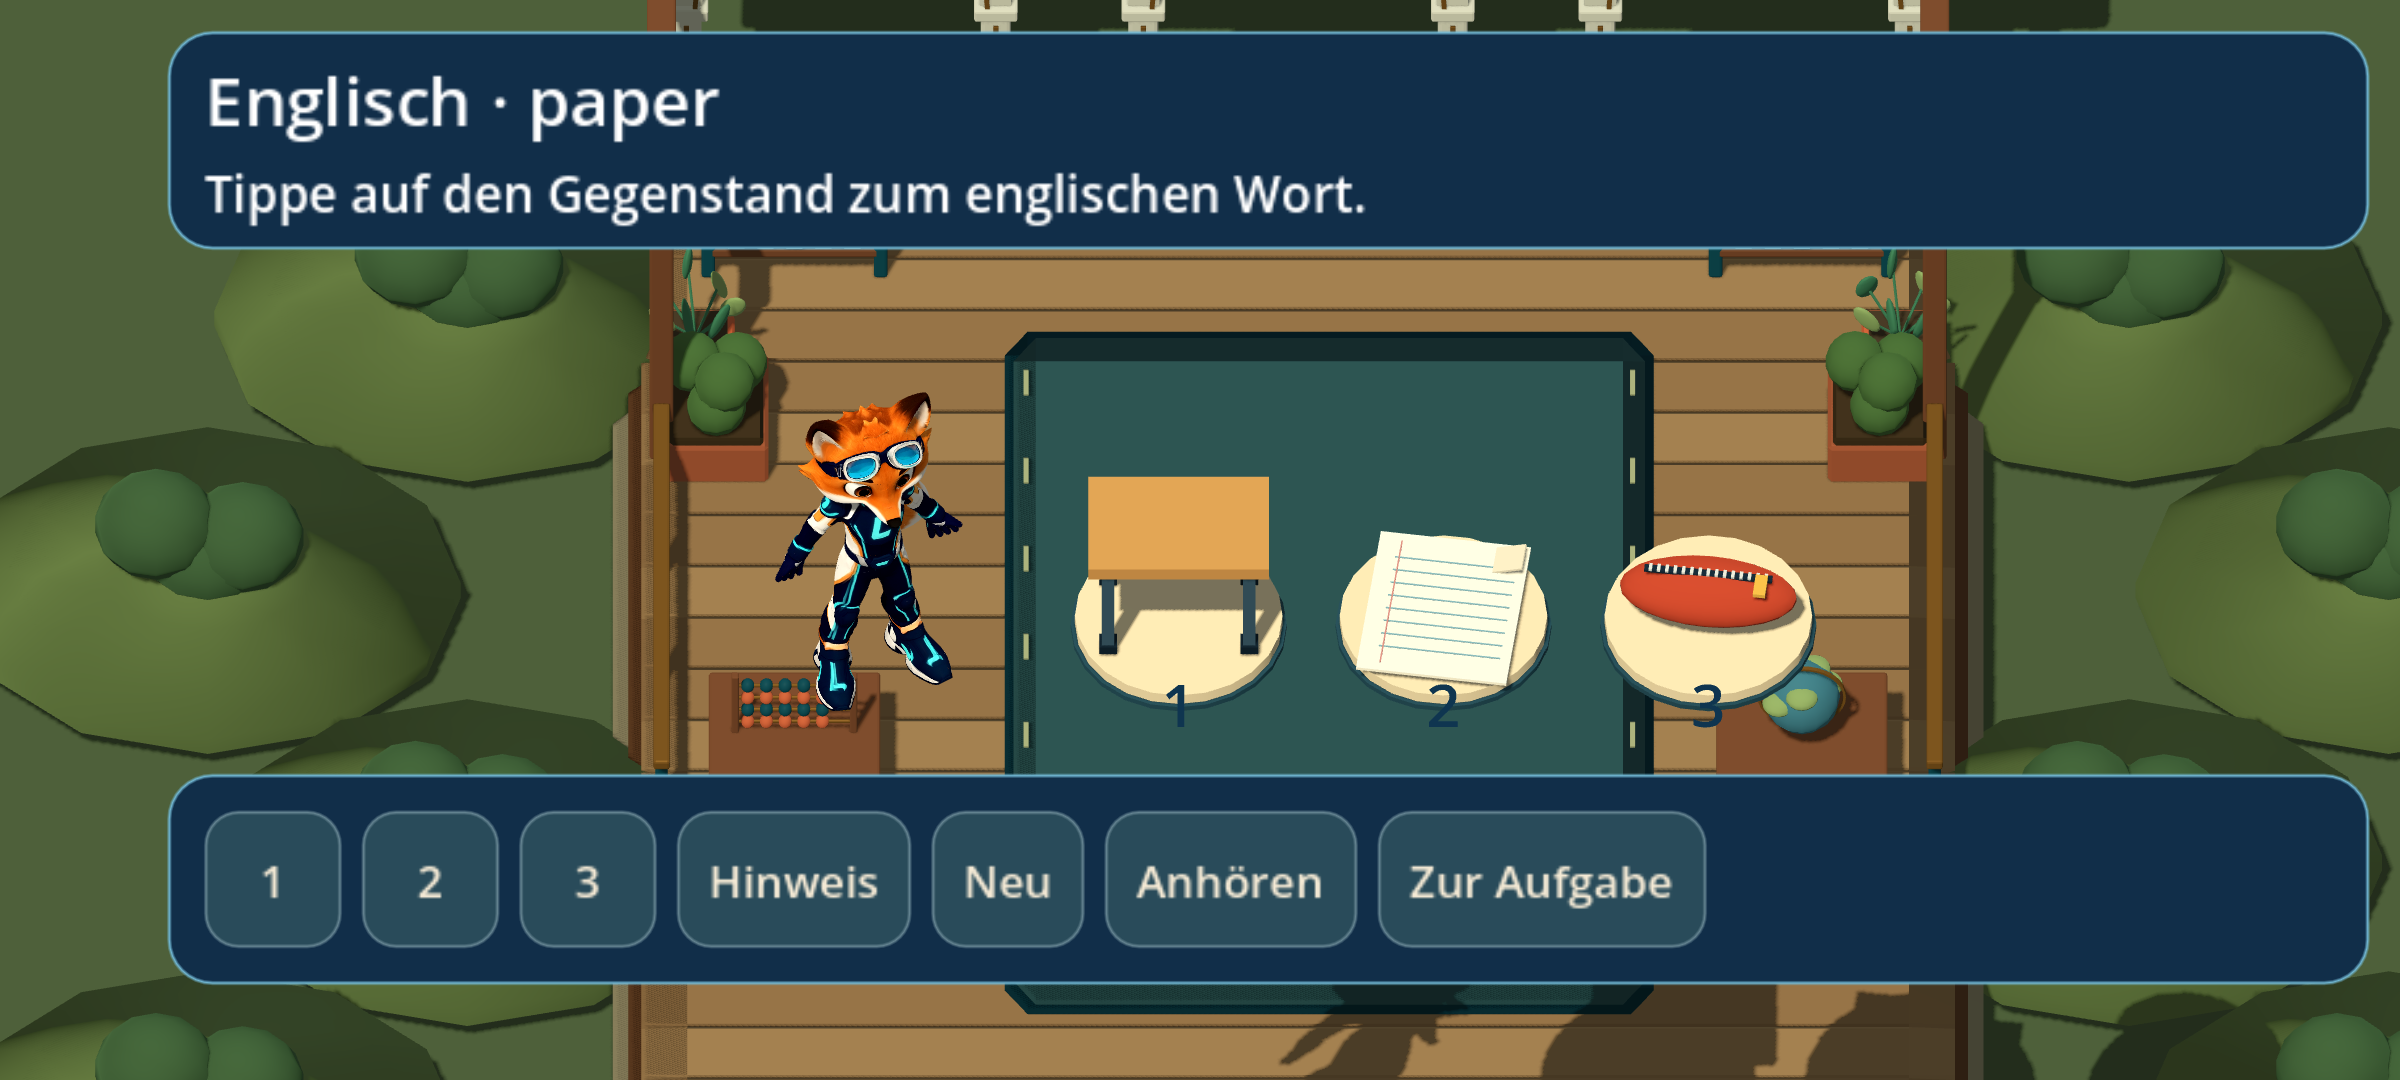 Englisch · paper
Tippe auf den Gegenstand zum englischen Wort.
1 2 3
1 2 3 Hinweis Neu Anhören Zur Aufgabe